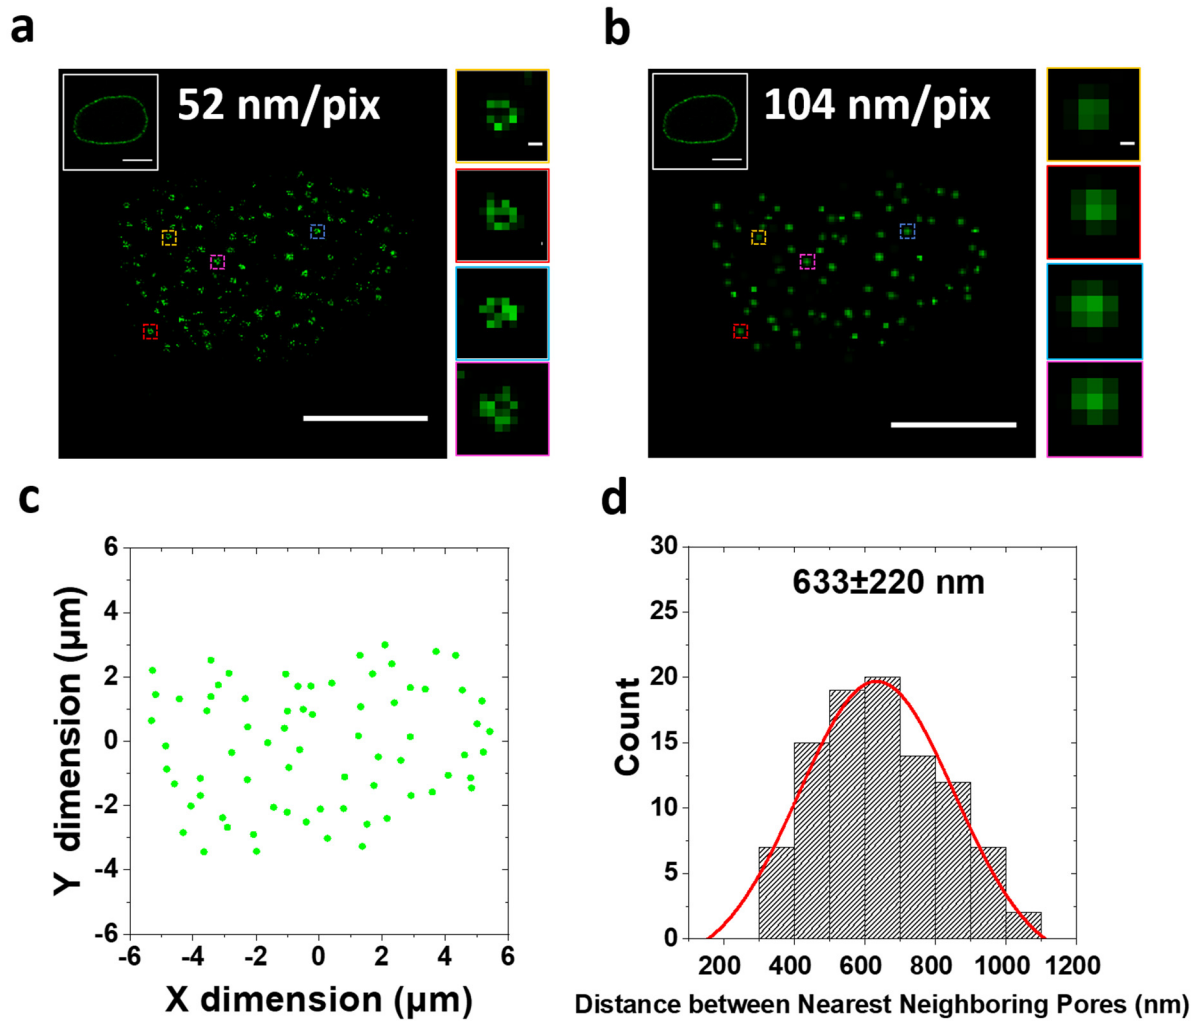 a
b
52 nm/pix
104 nm/pix
c
d
6
4
2
0
-2
-4
-6
-6
-4
-2
0
2
4
6
Y dimension (µm)
X dimension (µm)
633±220 nm
30
25
20
15
10
5
0
200
400
600
800
1000
1200
Count
Distance between Nearest Neighboring Pores (nm)